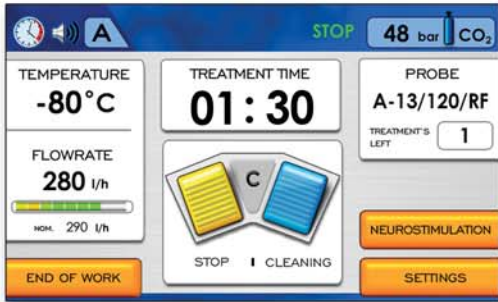 A STOP 48 bar CO2
TEMPERATURE
-80°C
FLOWRATE
280 l/h
NOM. 290 l/h
END OF WORK
TREATMENT TIME
01:30
C
STOP I CLEANING
PROBE
A-13/120/RF
TREATMENT'S
LEFT 1
NEUROSTIMULATION
SETTINGS